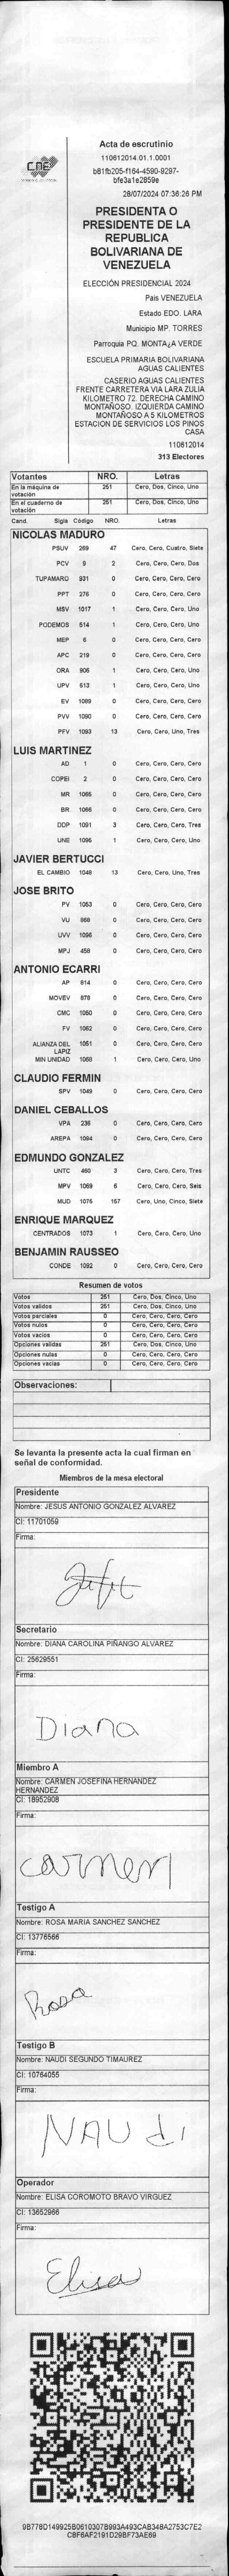 CNE
Acta de escrutinio
110612014.01.1.0001
b81fb205-f164-4590-9297-
bfe3a1e2859e
28/07/2024 07:36:26 PM
PRESIDENTA O
PRESIDENTE DE LA
REPUBLICA
BOLIVARIANA DE
VENEZUELA
ELECCIÓN PRESIDENCIAL 2024
Pais VENEZUELA
Estado EDO. LARA
Municipio MP. TORRES
Parroquia PQ. MONTA¿A VERDE
ESCUELA PRIMARIA BOLIVARIANA
AGUAS CALIENTES
CASERIO AGUAS CALIENTES
FRENTE CARRETERA VIA LARA ZULIA
KILOMETRO 72. DERECHA CAMINO
MONTAÑOSO. IZQUIERDA CAMINO
MONTAÑOSO A 5 KILOMETROS
ESTACION DE SERVICIOS LOS PINOS
CASA
110612014
313 Electores
Votantes NRO. Letras
En la máquina de votación 251 Cero, Dos, Cinco, Uno
En el cuaderno de votación 251 Cero, Dos, Cinco, Uno
Cand. Sigla Código NRO. Letras
NICOLAS MADURO
PSUV 269 47 Cero, Cero, Cuatro, Siete
PCV 9 2 Cero, Cero, Cero, Dos
TUPAMARO 931 0 Cero, Cero, Cero, Cero
PPT 276 0 Cero, Cero, Cero, Cero
MSV 1017 1 Cero, Cero, Cero, Uno
PODEMOS 514 1 Cero, Cero, Cero, Uno
MEP 6 0 Cero, Cero, Cero, Cero
APC 219 0 Cero, Cero, Cero, Cero
ORA 906 1 Cero, Cero, Cero, Uno
UPV 513 1 Cero, Cero, Cero, Uno
EV 1089 0 Cero, Cero, Cero, Cero
PVV 1090 0 Cero, Cero, Cero, Cero
PFV 1093 13 Cero, Cero, Uno, Tres
LUIS MARTINEZ
AD 1 0 Cero, Cero, Cero, Cero
COPEI 2 0 Cero, Cero, Cero, Cero
MR 1065 0 Cero, Cero, Cero, Cero
BR 1066 0 Cero, Cero, Cero, Cero
DDP 1091 3 Cero, Cero, Cero, Tres
UNE 1095 1 Cero, Cero, Cero, Uno
JAVIER BERTUCCI
EL CAMBIO 1048 13 Cero, Cero, Uno, Tres
JOSE BRITO
PV 1053 0 Cero, Cero, Cero, Cero
VU 868 0 Cero, Cero, Cero, Cero
UVV 1096 0 Cero, Cero, Cero, Cero
MPJ 458 0 Cero, Cero, Cero, Cero
ANTONIO ECARRI
AP 814 0 Cero, Cero, Cero, Cero
MOVEV 878 0 Cero, Cero, Cero, Cero
CMC 1050 0 Cero, Cero, Cero, Cero
FV 1062 0 Cero, Cero, Cero, Cero
ALIANZA DEL LAPIZ 1051 0 Cero, Cero, Cero, Cero
MIN UNIDAD 1068 1 Cero, Cero, Cero, Uno
CLAUDIO FERMIN
SPV 1049 0 Cero, Cero, Cero, Cero
DANIEL CEBALLOS
VPA 236 0 Cero, Cero, Cero, Cero
AREPA 1094 0 Cero, Cero, Cero, Cero
EDMUNDO GONZALEZ
UNTC 460 3 Cero, Cero, Cero, Tres
MPV 1069 6 Cero, Cero, Cero, Seis
MUD 1075 157 Cero, Uno, Cinco, Siete
ENRIQUE MARQUEZ
CENTRADOS 1073 1 Cero, Cero, Cero, Uno
BENJAMIN RAUSSEO
CONDE 1092 0 Cero, Cero, Cero, Cero
Resumen de votos
Votos 251 Cero, Dos, Cinco, Uno
Votos validos 251 Cero, Dos, Cinco, Uno
Votos parciales 0 Cero, Cero, Cero, Cero
Votos nulos 0 Cero, Cero, Cero, Cero
Votos vacios 0 Cero, Cero, Cero, Cero
Opciones validas 251 Cero, Dos, Cinco, Uno
Opciones nulas 0 Cero, Cero, Cero, Cero
Opciones vacias 0 Cero, Cero, Cero, Cero
Observaciones:
Se levanta la presente acta la cual firman en
señal de conformidad.
Miembros de la mesa electoral
Presidente
Nombre: JESUS ANTONIO GONZALEZ ALVAREZ
CI: 11701059
Firma:
Secretario
Nombre: DIANA CAROLINA PIÑANGO ALVAREZ
CI: 25629551
Firma:
Diana
Miembro A
Nombre: CARMEN JOSEFINA HERNANDEZ
HERNANDEZ
CI: 18952908
Firma:
Carmen
Testigo A
Nombre: ROSA MARIA SANCHEZ SANCHEZ
CI: 13776566
Firma:
Rosa
Testigo B
Nombre: NAUDI SEGUNDO TIMAUREZ
CI: 10764055
Firma:
NAUdi
Operador
Nombre: ELISA COROMOTO BRAVO VIRGUEZ
CI: 13652966
Firma:
Elisa
9B778D149925B0610307B993A493CAB348A2753C7E2
C8F6AF2191D29BF73AE69